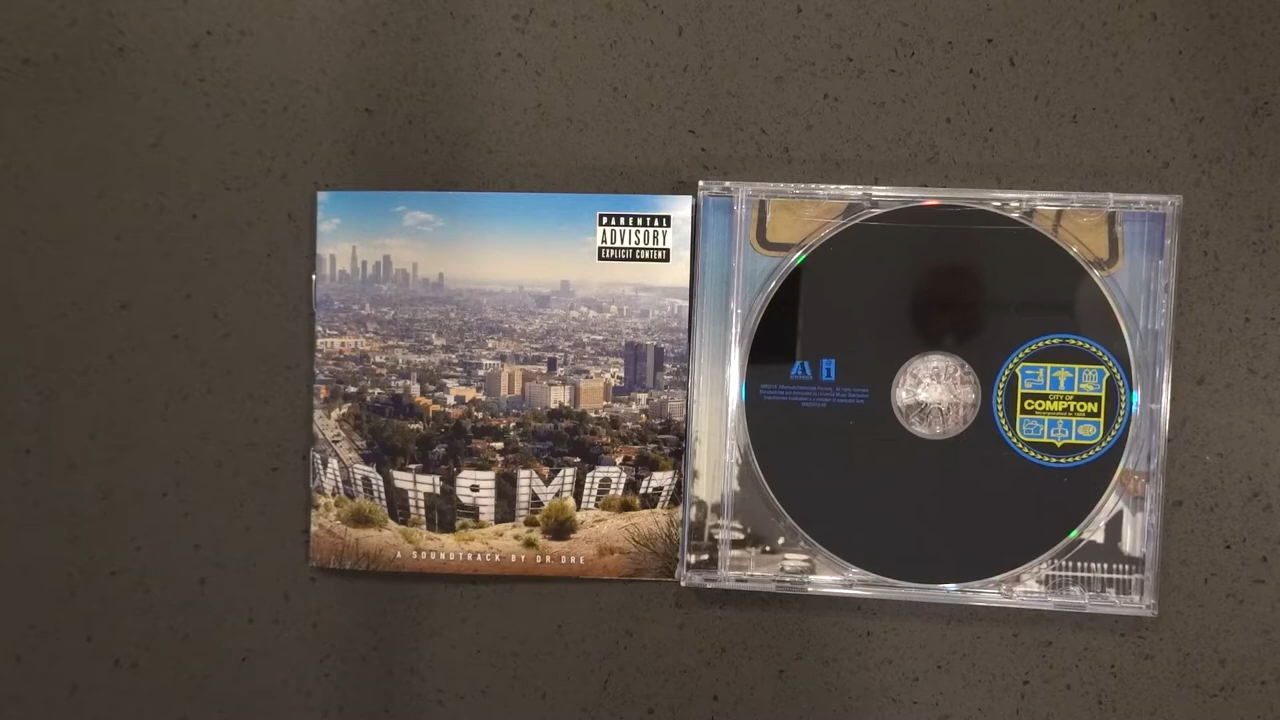 PARENTAL
ADVISORY
EXPLICIT CONTENT
COMPTON
A SOUNDTRACK BY DR. DRE
CITY OF
COMPTON